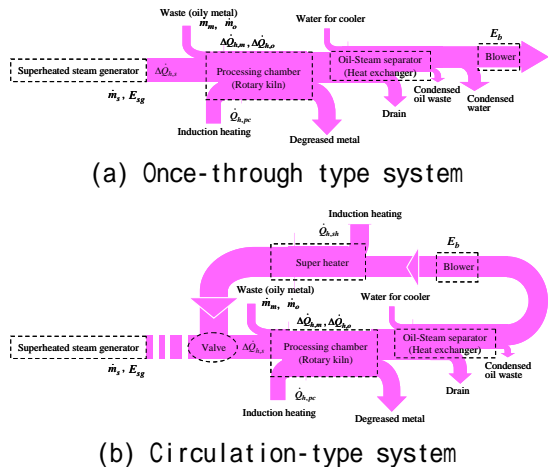 Waste (oily metal)
ṁm, ṁo
Water for cooler
Eb
ΔQ̇h,m, ΔQ̇h,o
Superheated steam generator
ΔQ̇h,s
Processing chamber
(Rotary kiln)
Oil-Steam separator
(Heat exchanger)
Blower
ṁs, Esg
Q̇h,pc
Induction heating
Degreased metal
Drain
Condensed
oil waste
Condensed
water
(a) Once-through type system
Induction heating
Q̇h,sh
Eb
Super heater
Blower
Waste (oily metal)
ṁm, ṁo
Water for cooler
ΔQ̇h,m, ΔQ̇h,o
Superheated steam generator
Valve
ΔQ̇h,s
Processing chamber
(Rotary kiln)
Oil-Steam separator
(Heat exchanger)
ṁs, Esg
Q̇h,pc
Induction heating
Degreased metal
Drain
Condensed
oil waste
(b) Circulation-type system